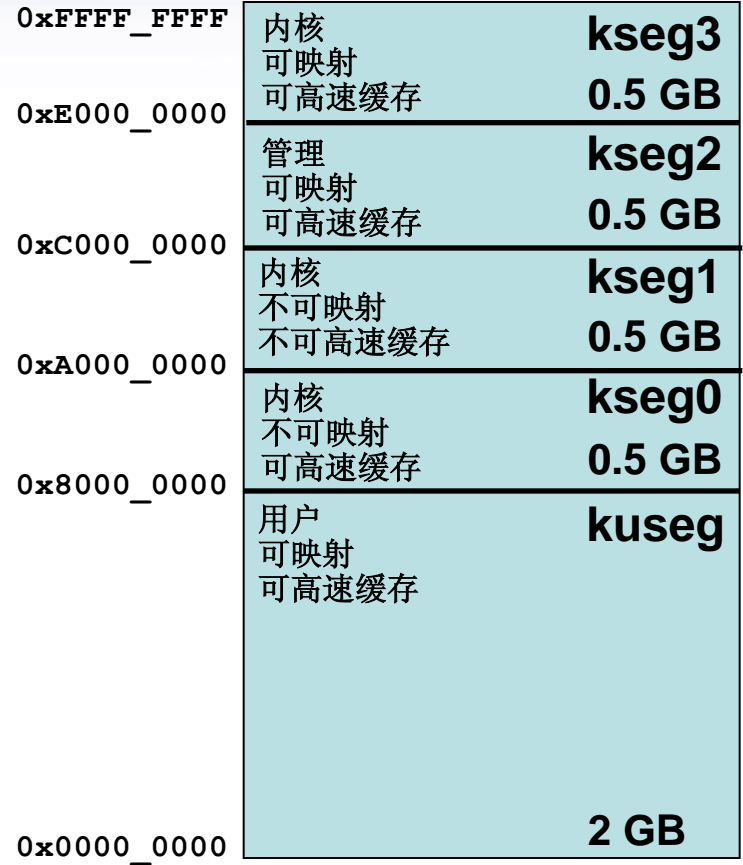 0xFFFF_FFFF
内核
可映射
可高速缓存
kseg3
0.5 GB
0xE000_0000
管理
可映射
可高速缓存
kseg2
0.5 GB
0xC000_0000
内核
不可映射
不可高速缓存
kseg1
0.5 GB
0xA000_0000
内核
不可映射
可高速缓存
kseg0
0.5 GB
0x8000_0000
用户
可映射
可高速缓存
kuseg
2 GB
0x0000_0000